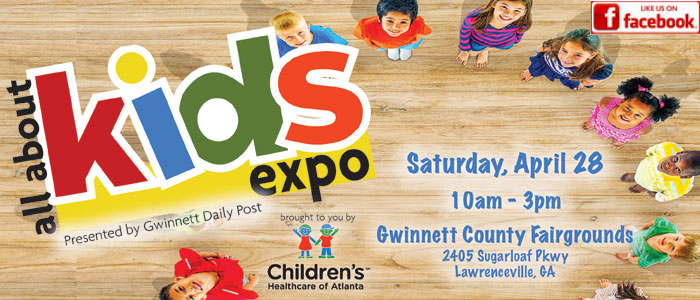 LIKE US ON
facebook.
all about
kids
expo
Presented by Gwinnett Daily Post
brought to you by
Children's™
Healthcare of Atlanta
Saturday, April 28
10am - 3pm
Gwinnett County Fairgrounds
2405 Sugarloaf Pkwy
Lawrenceville, GA